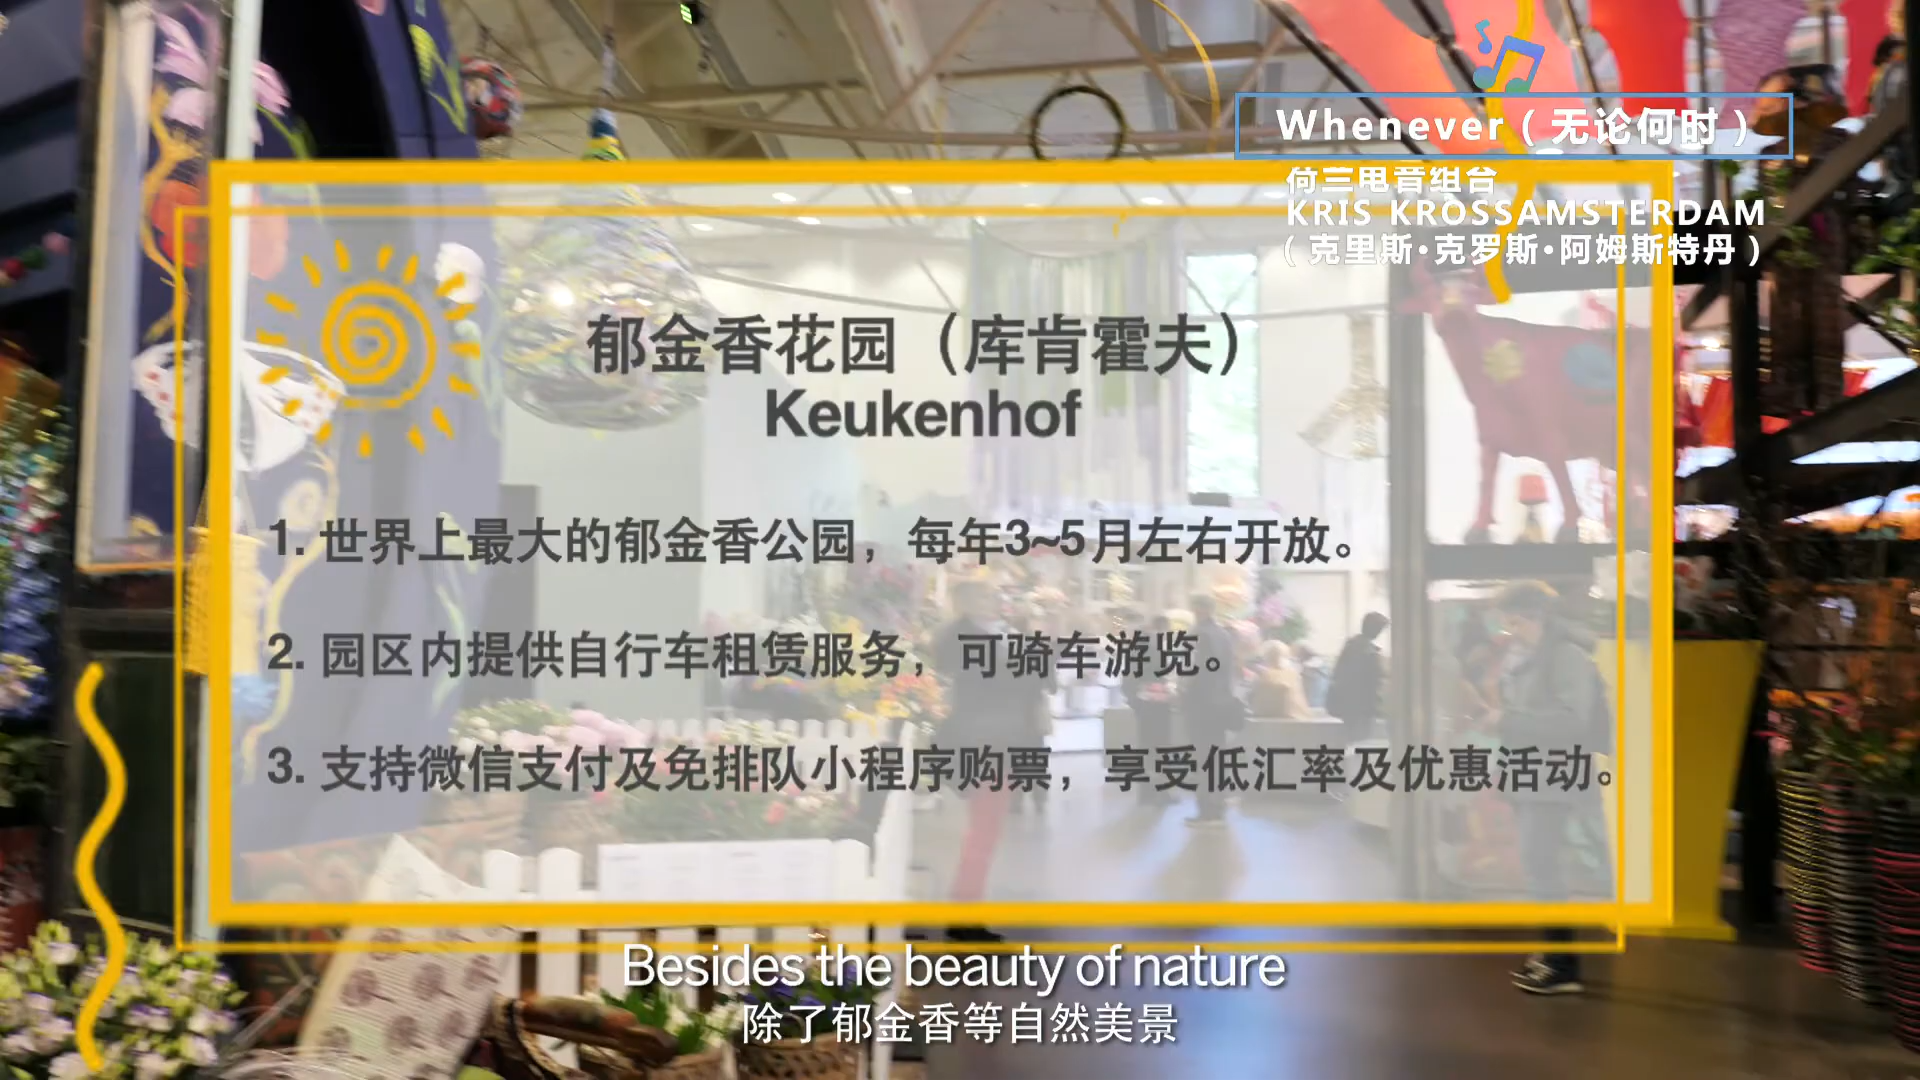 Whenever（无论何时）
荷兰电音组合
KRIS KROSSAMSTERDAM
（克里斯·克罗斯·阿姆斯特丹）
郁金香花园（库肯霍夫）
Keukenhof
1. 世界上最大的郁金香公园，每年3~5月左右开放。
2. 园区内提供自行车租赁服务，可骑车游览。
3. 支持微信支付及免排队小程序购票，享受低汇率及优惠活动。
Besides the beauty of nature
除了郁金香等自然美景